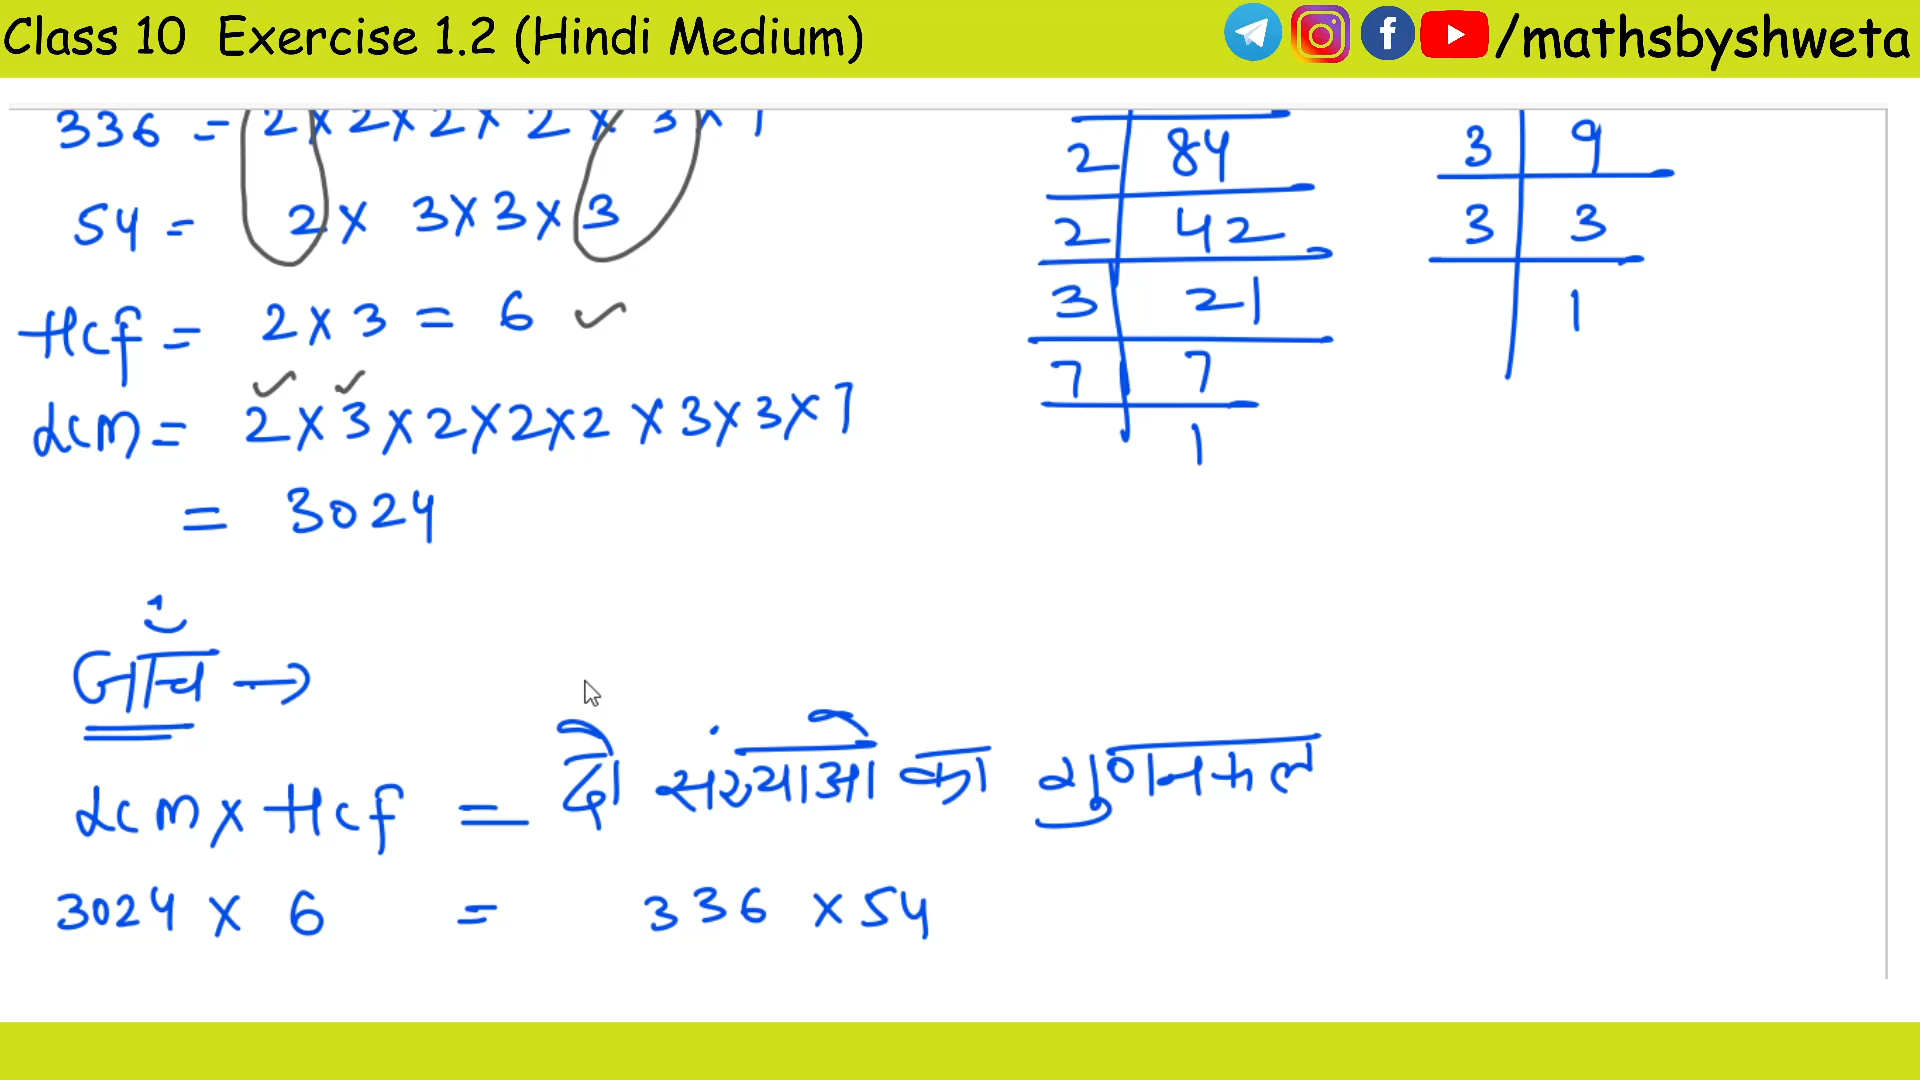 Class 10 Exercise 1.2 (Hindi Medium)
/mathsbyshweta
336 = 2 x 2 x 2 x 2 x 3 x 7
54 = 2 x 3 x 3 x 3
Hcf = 2 x 3 = 6 ✓
Lcm = 2 x 3 x 2 x 2 x 2 x 3 x 3 x 7
= 3024
2 | 84
2 | 42
3 | 21
7 | 7
1
3 | 9
3 | 3
1
जाँच →
Lcm x Hcf = दो संख्याओं का गुणनफल
3024 x 6 = 336 x 54